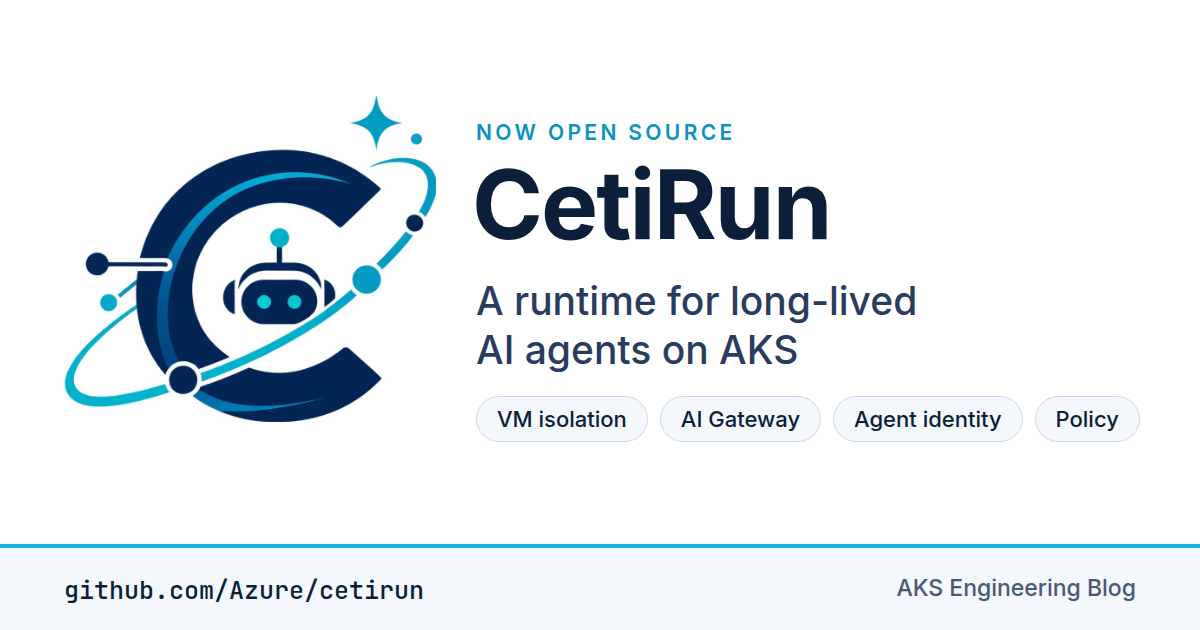 NOW OPEN SOURCE
CetiRun
A runtime for long-lived
AI agents on AKS
VM isolation
AI Gateway
Agent identity
Policy
github.com/Azure/cetirun
AKS Engineering Blog